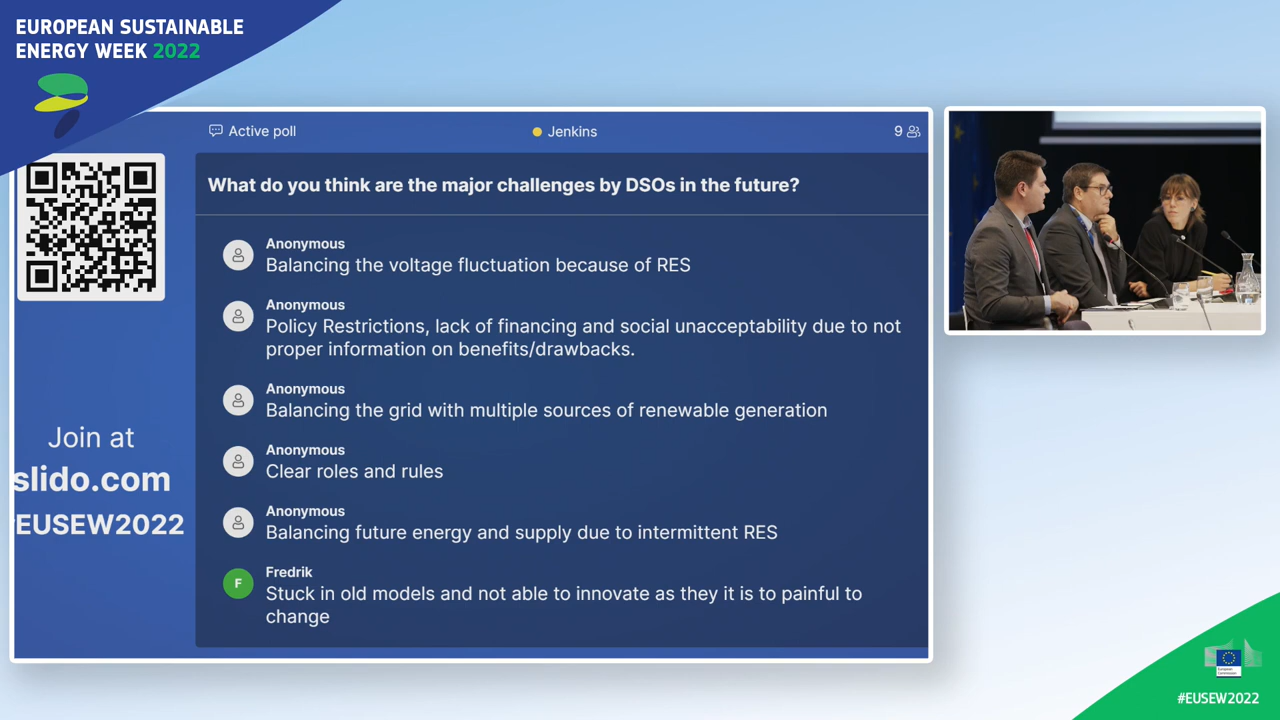 EUROPEAN SUSTAINABLE
ENERGY WEEK 2022
Active poll
Jenkins
9
What do you think are the major challenges by DSOs in the future?
Anonymous
Balancing the voltage fluctuation because of RES
Anonymous
Policy Restrictions, lack of financing and social unacceptability due to not
proper information on benefits/drawbacks.
Anonymous
Balancing the grid with multiple sources of renewable generation
Anonymous
Clear roles and rules
Anonymous
Balancing future energy and supply due to intermittent RES
F
Fredrik
Stuck in old models and not able to innovate as they it is to painful to
change
Join at
slido.com
EUSEW2022
European
Commission
#EUSEW2022